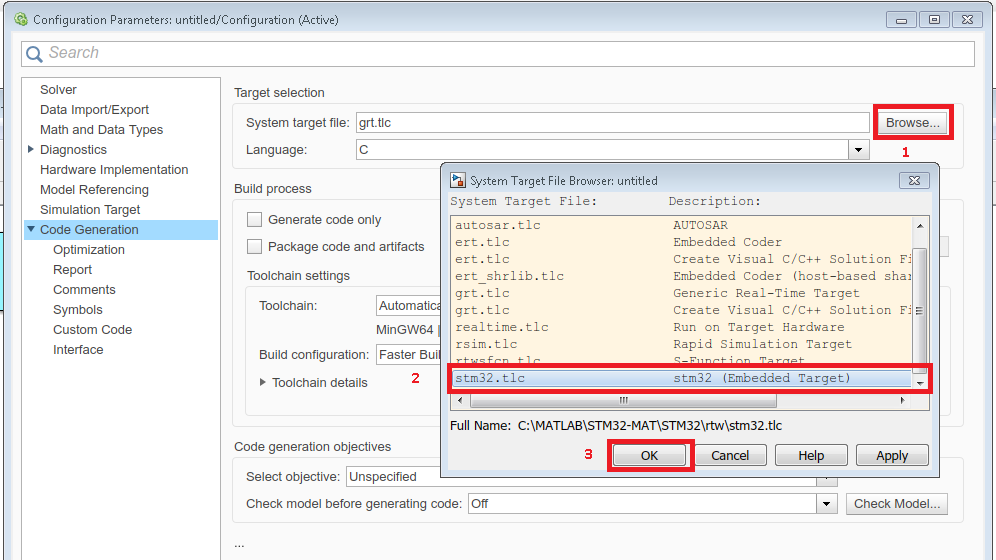 Configuration Parameters: untitled/Configuration (Active)
Search
Solver
Data Import/Export
Math and Data Types
Diagnostics
Hardware Implementation
Model Referencing
Simulation Target
Code Generation
Optimization
Report
Comments
Symbols
Custom Code
Interface
Target selection
System target file: grt.tlc Browse...
1
Language: C
Build process
Generate code only
Package code and artifacts
Toolchain settings
Toolchain: Automatica
MinGW64 |
Build configuration: Faster Buil
2
Toolchain details
Code generation objectives
Select objective: Unspecified
Check model before generating code: Off Check Model...
...
System Target File Browser: untitled
System Target File: Description:
autosar.tlc AUTOSAR
ert.tlc Embedded Coder
ert.tlc Create Visual C/C++ Solution Fi
ert_shrlib.tlc Embedded Coder (host-based shar
grt.tlc Generic Real-Time Target
grt.tlc Create Visual C/C++ Solution Fi
realtime.tlc Run on Target Hardware
rsim.tlc Rapid Simulation Target
rtwsfcn.tlc S-Function Target
stm32.tlc stm32 (Embedded Target)
Full Name: C:\MATLAB\STM32-MAT\STM32\rtw\stm32.tlc
3 OK Cancel Help Apply